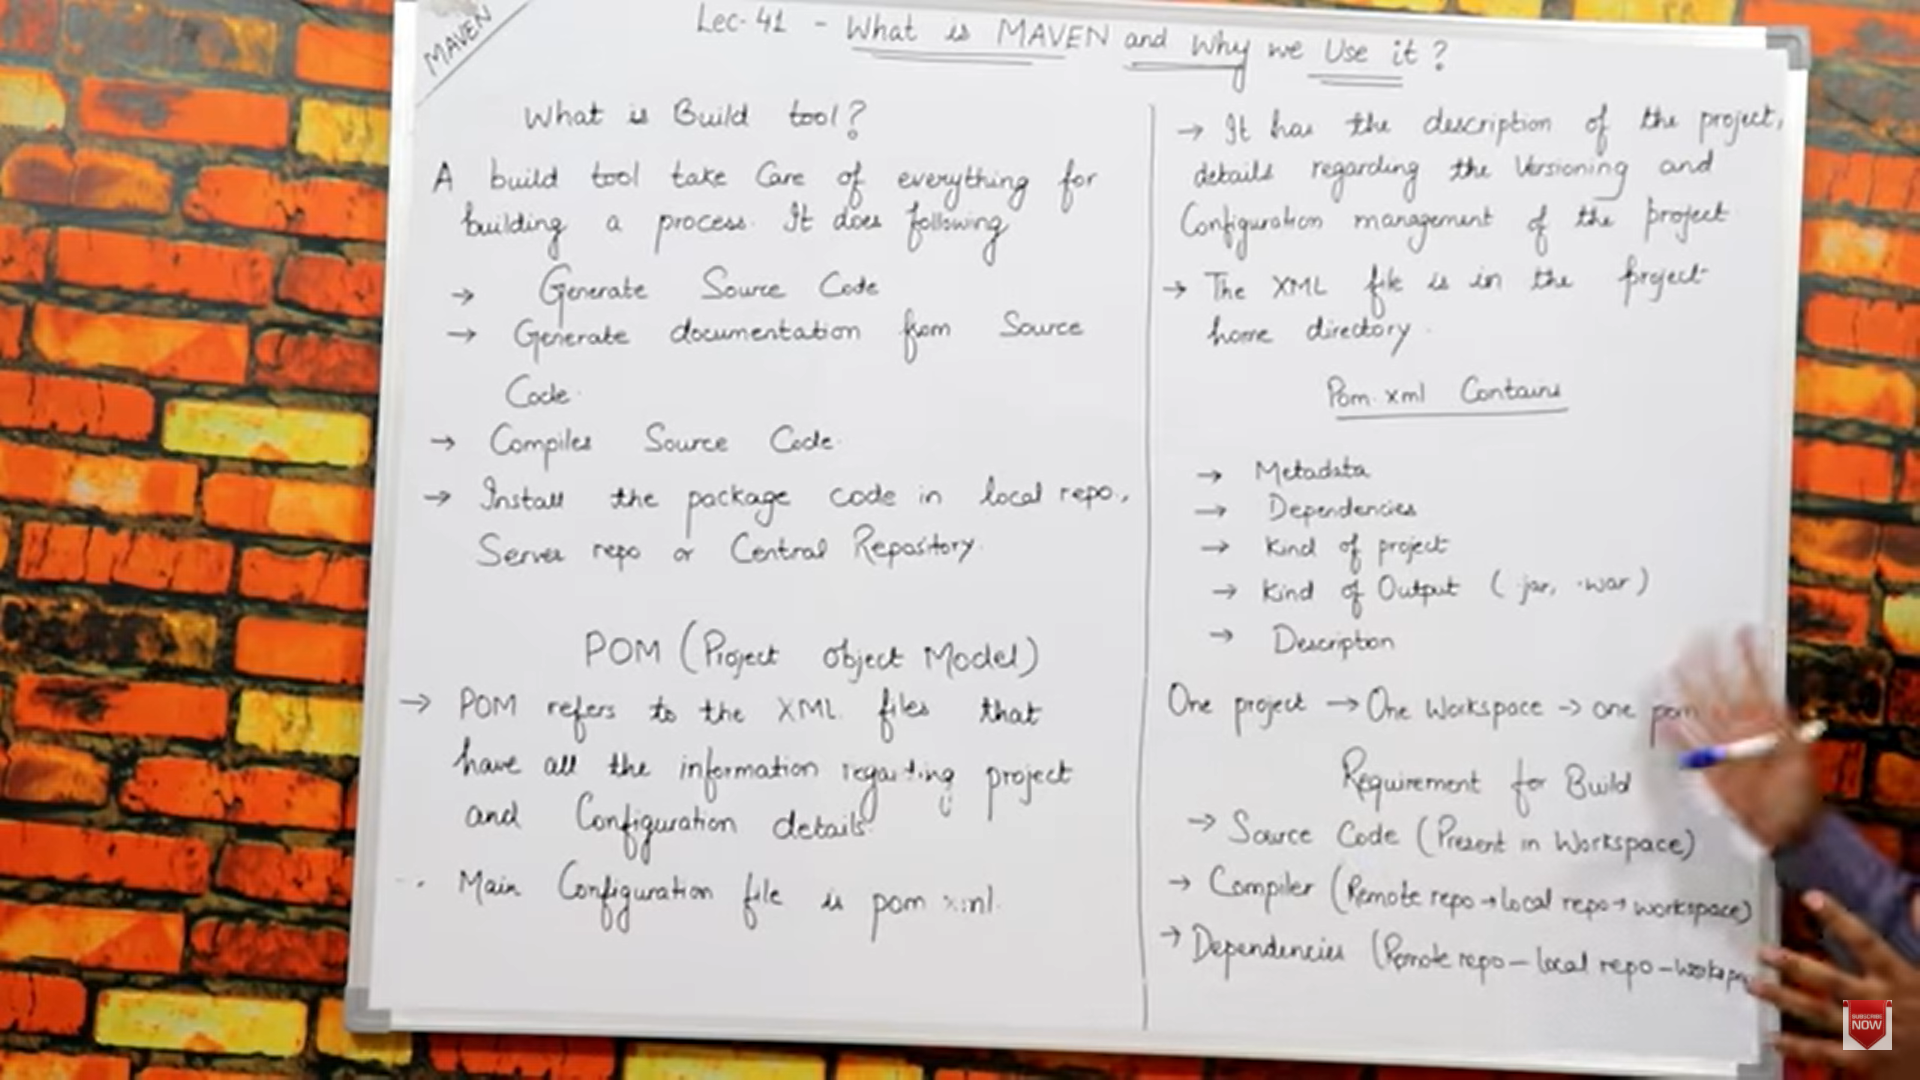 MAVEN
Lec-41 - What is MAVEN and Why we Use it?
What is Build tool?
A build tool take Care of everything for
building a process. It does following
→ Generate Source Code
→ Generate documentation from Source
Code.
→ Compiles Source Code.
→ Install the package code in local repo.,
Server repo or Central Repository.
POM (Project object Model)
→ POM refers to the XML files that
have all the information regarting project
and Configuration details.
Main Configuration file is pom.xml.
→ It has the description of the project,
details regarding the Versioning and
Configuration management of the project
→ The XML file is in the project
home directory.
Pom.xml Contains
→ Metadata
→ Dependencies
→ Kind of project
→ Kind of Output (.jar, .war)
→ Description
One project → One Workspace → one pom
Requirement for Build
→ Source Code (Present in Workspace)
→ Compiler (Remote repo → local repo → workspace)
→ Dependencies (Remote repo - local repo -
SUBSCRIBE
NOW